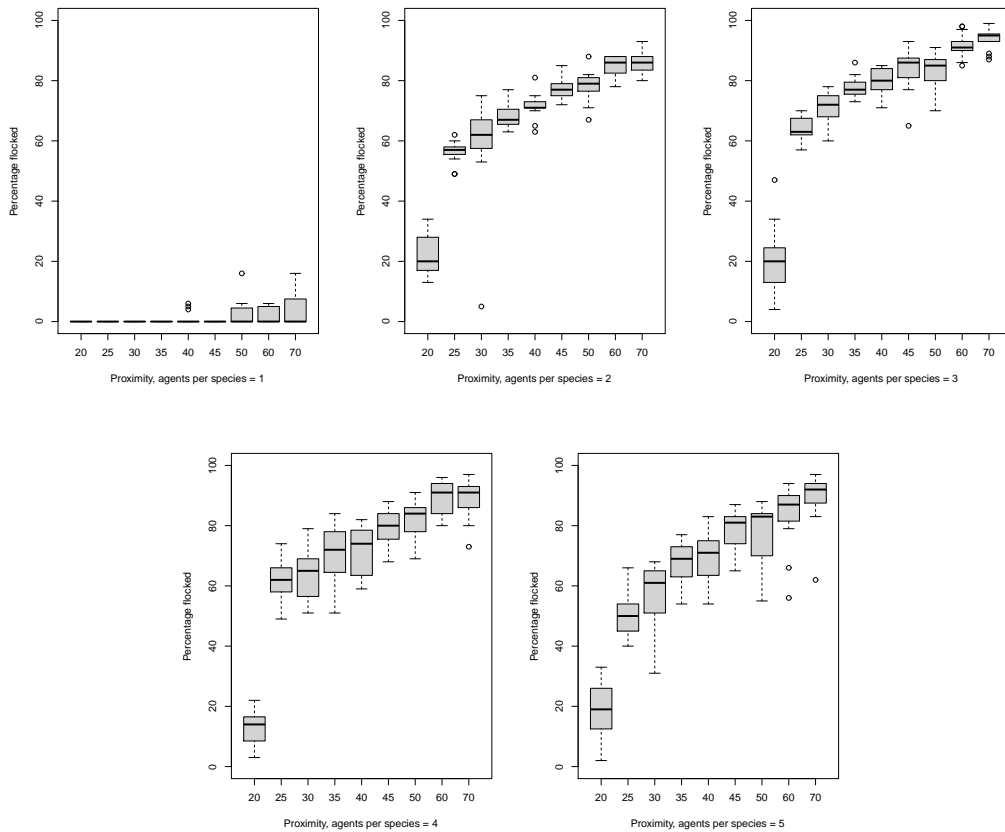 Percentage flocked
100
80
60
40
20
0
20 25 30 35 40 45 50 60 70
Proximity, agents per species = 1
Percentage flocked
100
80
60
40
20
0
20 25 30 35 40 45 50 60 70
Proximity, agents per species = 2
Percentage flocked
100
80
60
40
20
0
20 25 30 35 40 45 50 60 70
Proximity, agents per species = 3
Percentage flocked
100
80
60
40
20
0
20 25 30 35 40 45 50 60 70
Proximity, agents per species = 4
Percentage flocked
100
80
60
40
20
0
20 25 30 35 40 45 50 60 70
Proximity, agents per species = 5